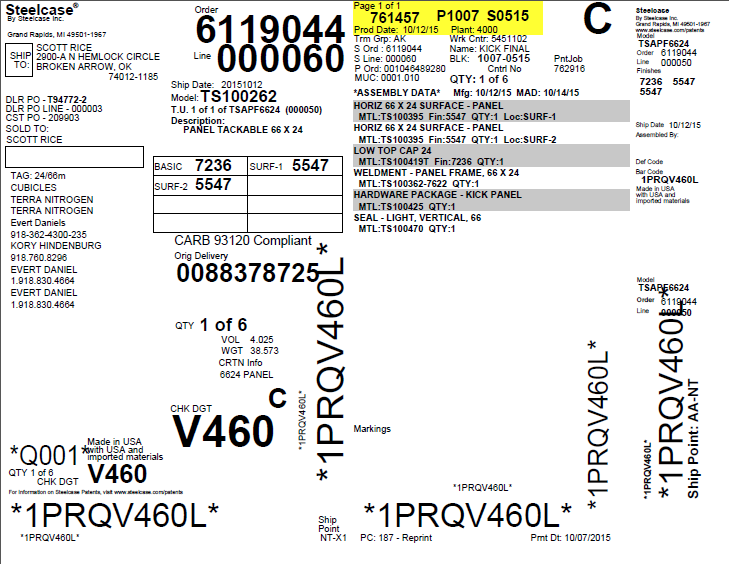 Steelcase®
By Steelcase Inc.
Grand Rapids, MI 49501-1967
SHIP TO:
SCOTT RICE
2900-A N HEMLOCK CIRCLE
BROKEN ARROW, OK
74012-1185
DLR PO - T94772-2
DLR PO LINE - 000003
CST PO - 209903
SOLD TO:
SCOTT RICE
TAG: 24/66m
CUBICLES
TERRA NITROGEN
TERRA NITROGEN
Evert Daniels
918-362-4300-235
KORY HINDENBURG
918.760.8296
EVERT DANIEL
1.918.830.4664
EVERT DANIEL
1.918.830.4664
*Q001*
Made in USA
with USA and
imported materials
QTY 1 of 6
CHK DGT V460
For Information on Steelcase Patents, visit www.steelcase.com/patents
*1PRQV460L*
*1PRQV460L*
Order
6119044
Line 000060
Ship Date: 20151012
Model: TS100262
T.U. 1 of 1 of TSAPF6624 (000050)
Description:
PANEL TACKABLE 66 X 24
BASIC 7236 SURF-1 5547
SURF-2 5547
CARB 93120 Compliant
Orig Delivery
0088378725
QTY 1 of 6
VOL 4.025
WGT 38.573
CRTN Info
6624 PANEL
C
CHK DGT
V460
*1PRQV460L*
*1PRQV460L*
Ship
Point
NT-X1
Page 1 of 1
761457 P1007 S0515
Prod Date: 10/12/15 Plant: 4000
Trm Grp: AK Wrk Cntr: 5451102
S Ord : 6119044 Name: KICK FINAL
S Line: 000060 BLK: 1007-0515 PntJob
P Ord: 001046489280 Cntrl No 762916
MUC: 0001.010 QTY: 1 of 6
C
*ASSEMBLY DATA* Mfg: 10/12/15 MAD: 10/14/15
HORIZ 66 X 24 SURFACE - PANEL
MTL:TS100395 Fin:5547 QTY:1 Loc:SURF-1
HORIZ 66 X 24 SURFACE - PANEL
MTL:TS100395 Fin:5547 QTY:1 Loc:SURF-2
LOW TOP CAP 24
MTL:TS100419T Fin:7236 QTY:1
WELDMENT - PANEL FRAME, 66 X 24
MTL:TS100362-7622 QTY:1
HARDWARE PACKAGE - KICK PANEL
MTL:TS100425 QTY:1
SEAL - LIGHT, VERTICAL, 66
MTL:TS100470 QTY:1
Markings
*1PRQV460L*
*1PRQV460L*
PC: 187 - Reprint Prnt Dt: 10/07/2015
Steelcase
By Steelcase Inc.
Grand Rapids, MI 49501-1967
www.steelcase.com/patents
Model
TSAPF6624
Order 6119044
Line 000050
Finishes
7236 5547
5547
Ship Date 10/12/15
Assembled By:
Def Code
Bar Code
1PRQV460L
Made in USA
with USA and
imported materials
Model
TSAPF6624
Order 6119044
Line 000050
*1PRQV460L*
*1PRQV460L*
Ship Point: AA-NT